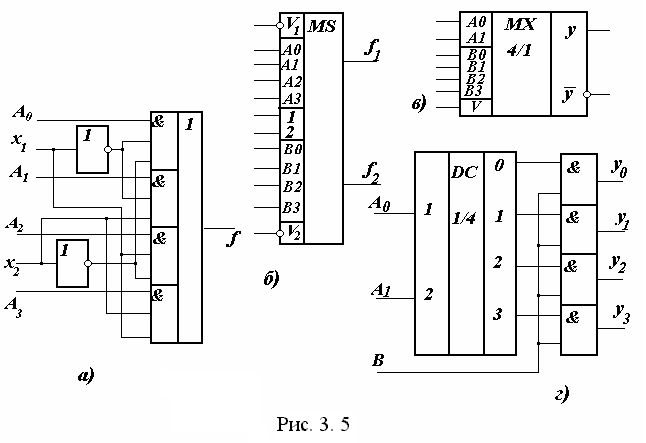 A0
x1
A1
A2
x2
A3
1
1
&
&
&
&
1
f
а)
V1
A0
A1
A2
A3
1
2
B0
B1
B2
B3
V2
MS
f1
f2
б)
A0
A1
B0
B1
B2
B3
V
MX
4/1
y
y̅
в)
A0
A1
B
1
2
DC
1/4
0
1
2
3
&
&
&
&
y0
y1
y2
y3
г)
Рис. 3. 5